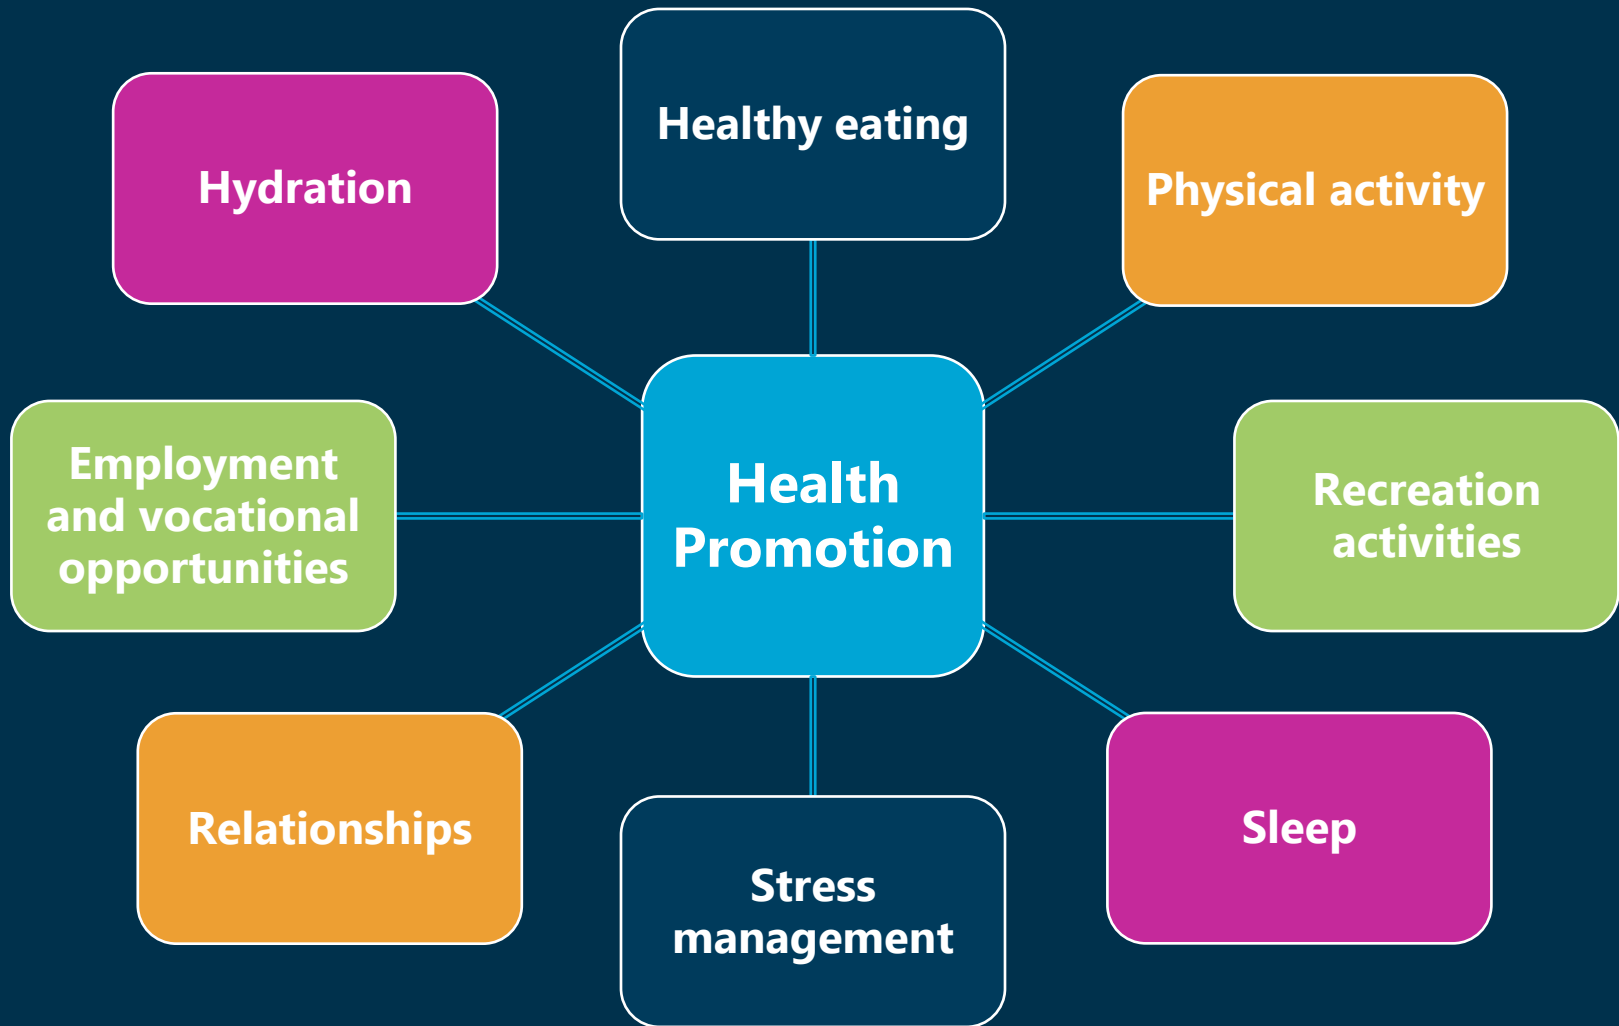 Healthy eating
Hydration
Physical activity
Employment
and vocational
opportunities
Health
Promotion
Recreation
activities
Relationships
Sleep
Stress
management